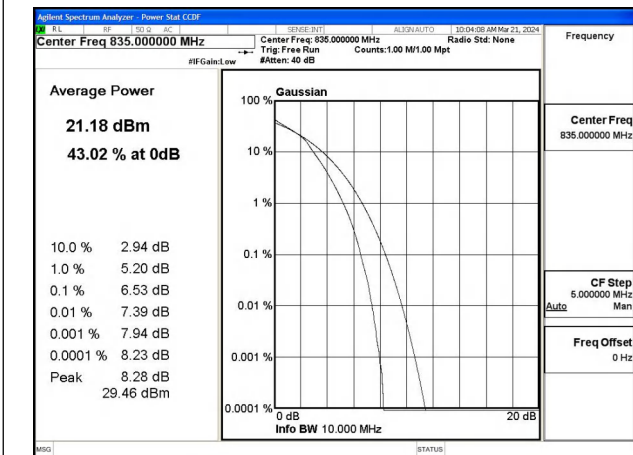 Agilent Spectrum Analyzer - Power Stat CCDF
RL RF 50 Ω AC SENSE:INT ALIGNAUTO 10:04:08 AM Mar 21, 2024
Center Freq 835.000000 MHz
Center Freq: 835.000000 MHz Radio Std: None
Trig: Free Run Counts:1.00 M/1.00 Mpt
#IFGain:Low #Atten: 40 dB
Frequency
Average Power
21.18 dBm
43.02 % at 0dB
10.0 % 2.94 dB
1.0 % 5.20 dB
0.1 % 6.53 dB
0.01 % 7.39 dB
0.001 % 7.94 dB
0.0001 % 8.23 dB
Peak 8.28 dB
29.46 dBm
Gaussian
100 %
10 %
1 %
0.1 %
0.01 %
0.001 %
0.0001 %
0 dB 20 dB
Info BW 10.000 MHz
Center Freq
835.000000 MHz
CF Step
5.000000 MHz
Auto Man
Freq Offset
0 Hz
MSG STATUS